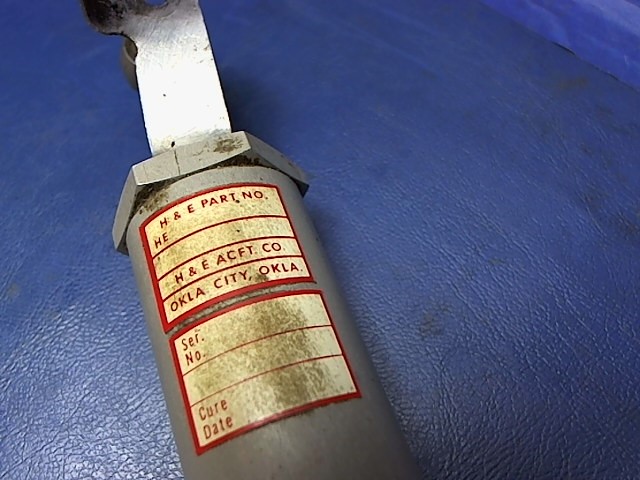 H & E PART NO.
HE
H & E ACFT. CO
OKLA. CITY, OKLA.
Ser.
No.
Cure
Date